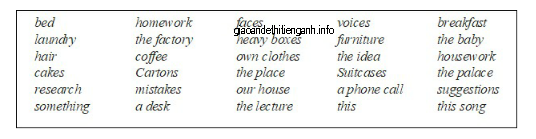 bed homework faces voices breakfast
giacandethilienganh.info
laundry the factory heavy boxes furniture the baby
hair coffee own clothes the idea housework
cakes Cartons the place Suitcases the palace
research mistakes our house a phone call suggestions
something a desk the lecture this this song